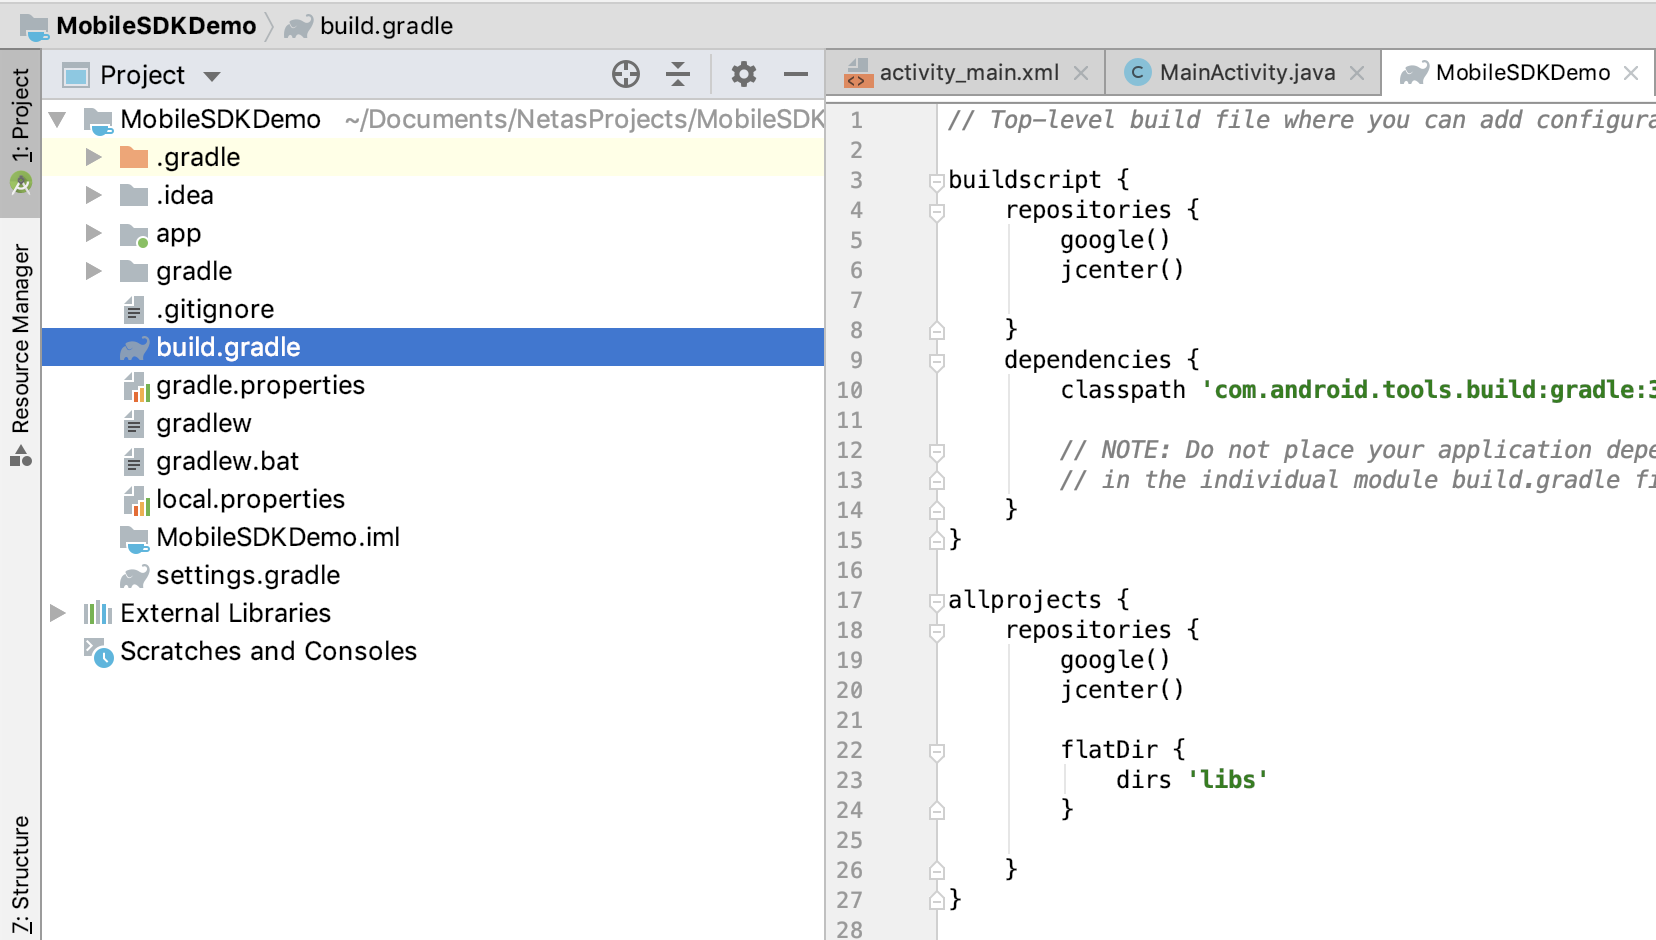 MobileSDKDemo build.gradle
1: Project
Resource Manager
Z: Structure
Project
MobileSDKDemo ~/Documents/NetasProjects/MobileSDK
.gradle
.idea
app
gradle
.gitignore
build.gradle
gradle.properties
gradlew
gradlew.bat
local.properties
MobileSDKDemo.iml
settings.gradle
External Libraries
Scratches and Consoles
activity_main.xml MainActivity.java MobileSDKDemo
1 // Top-level build file where you can add configura
2
3 buildscript {
4 repositories {
5 google()
6 jcenter()
7
8 }
9 dependencies {
10 classpath 'com.android.tools.build:gradle:3
11
12 // NOTE: Do not place your application depe
13 // in the individual module build.gradle fi
14 }
15 }
16
17 allprojects {
18 repositories {
19 google()
20 jcenter()
21
22 flatDir {
23 dirs 'libs'
24 }
25
26 }
27 }
28